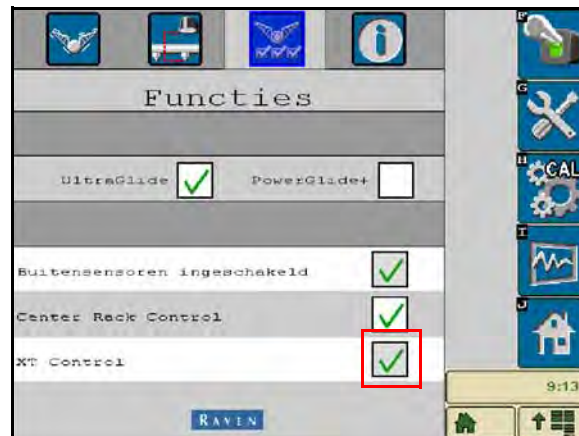 Functies
UltraGlide PowerGlide+
Buitensensoren ingeschakeld
Center Rack Control
XT Control
RAVEN
F
G
H
CAL
I
J
9:13